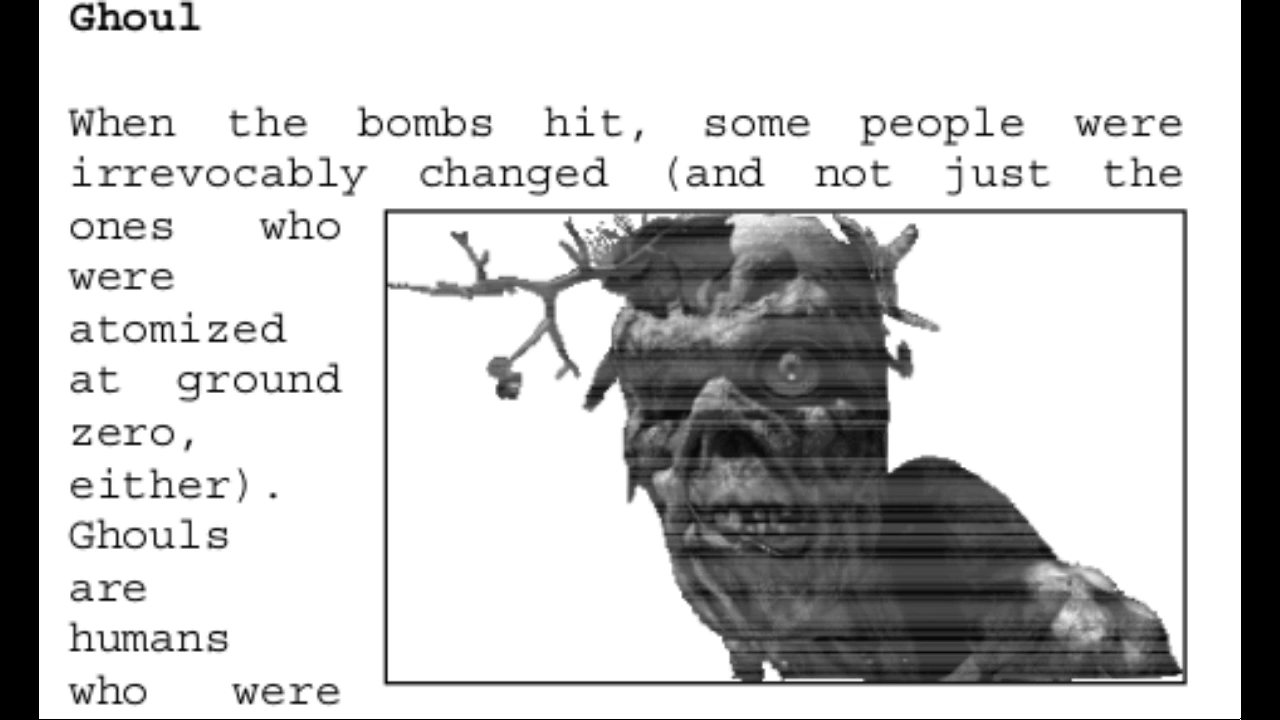 Ghoul
When the bombs hit, some people were
irrevocably changed (and not just the
ones who
were
atomized
at ground
zero,
either).
Ghouls
are
humans
who were